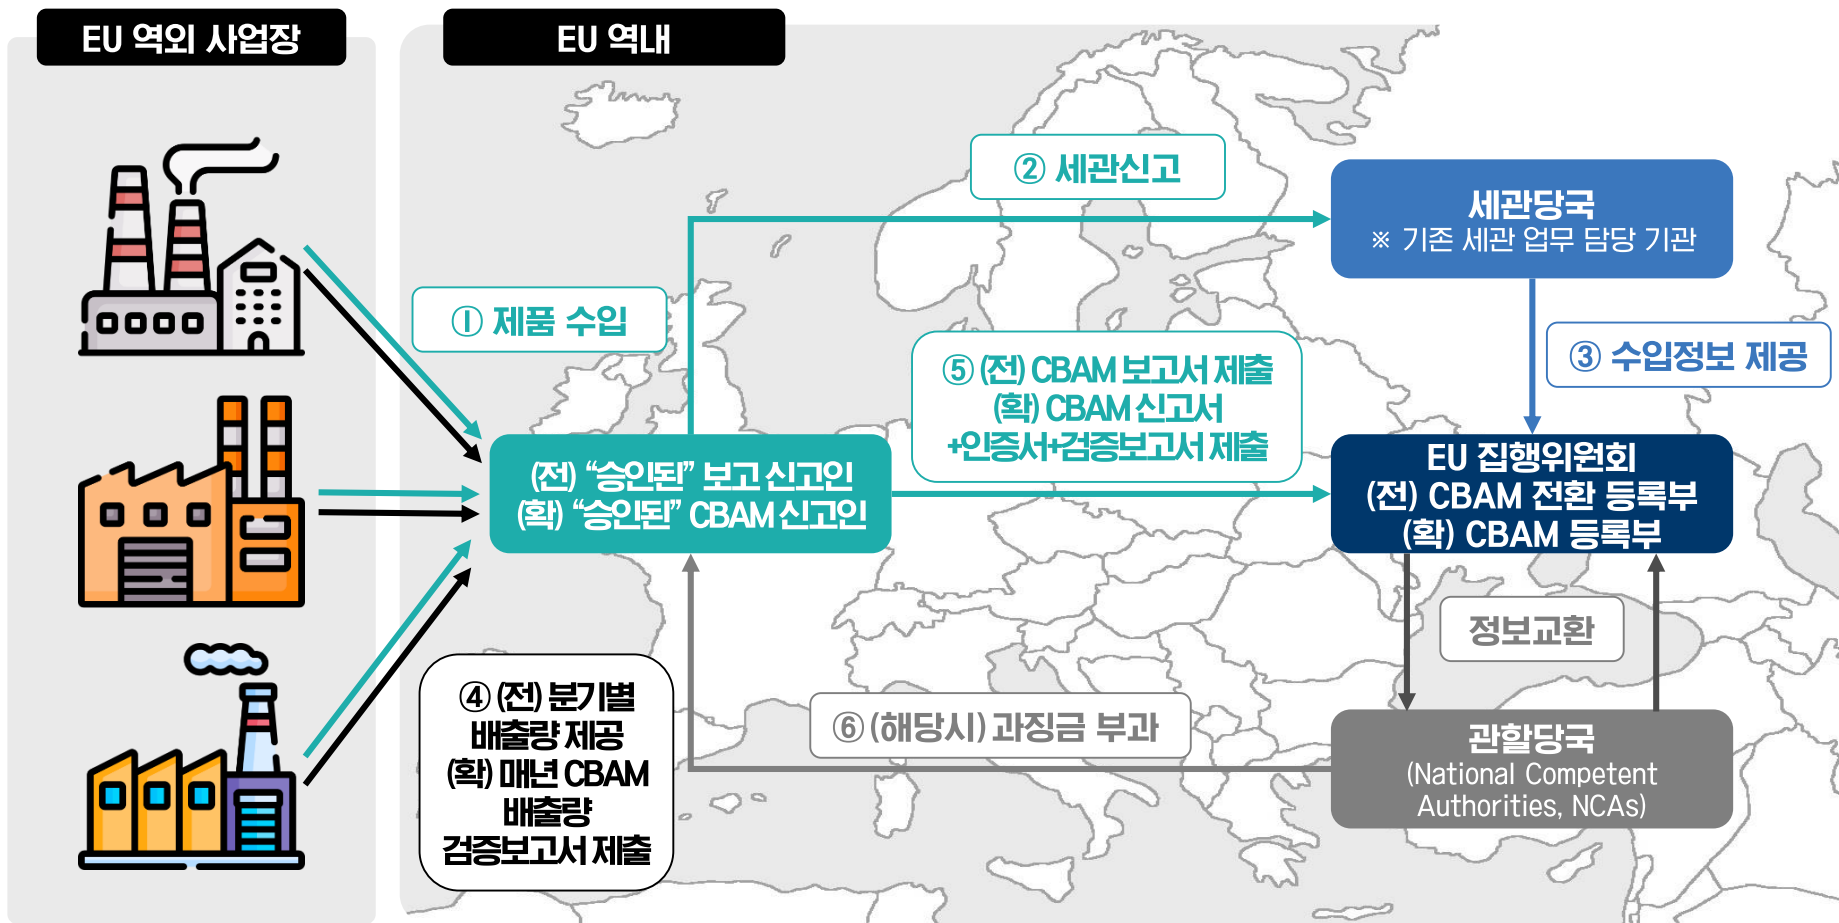 EU 역외 사업장
EU 역내
② 세관신고
세관당국
※ 기존 세관 업무 담당 기관
① 제품 수입
③ 수입정보 제공
⑤ (전) CBAM 보고서 제출
(확) CBAM 신고서
+인증서+검증보고서 제출
(전) “승인된” 보고 신고인
(확) “승인된” CBAM 신고인
EU 집행위원회
(전) CBAM 전환 등록부
(확) CBAM 등록부
정보교환
④ (전) 분기별
배출량 제공
(확) 매년 CBAM
배출량
검증보고서 제출
⑥ (해당시) 과징금 부과
관할당국
(National Competent
Authorities, NCAs)